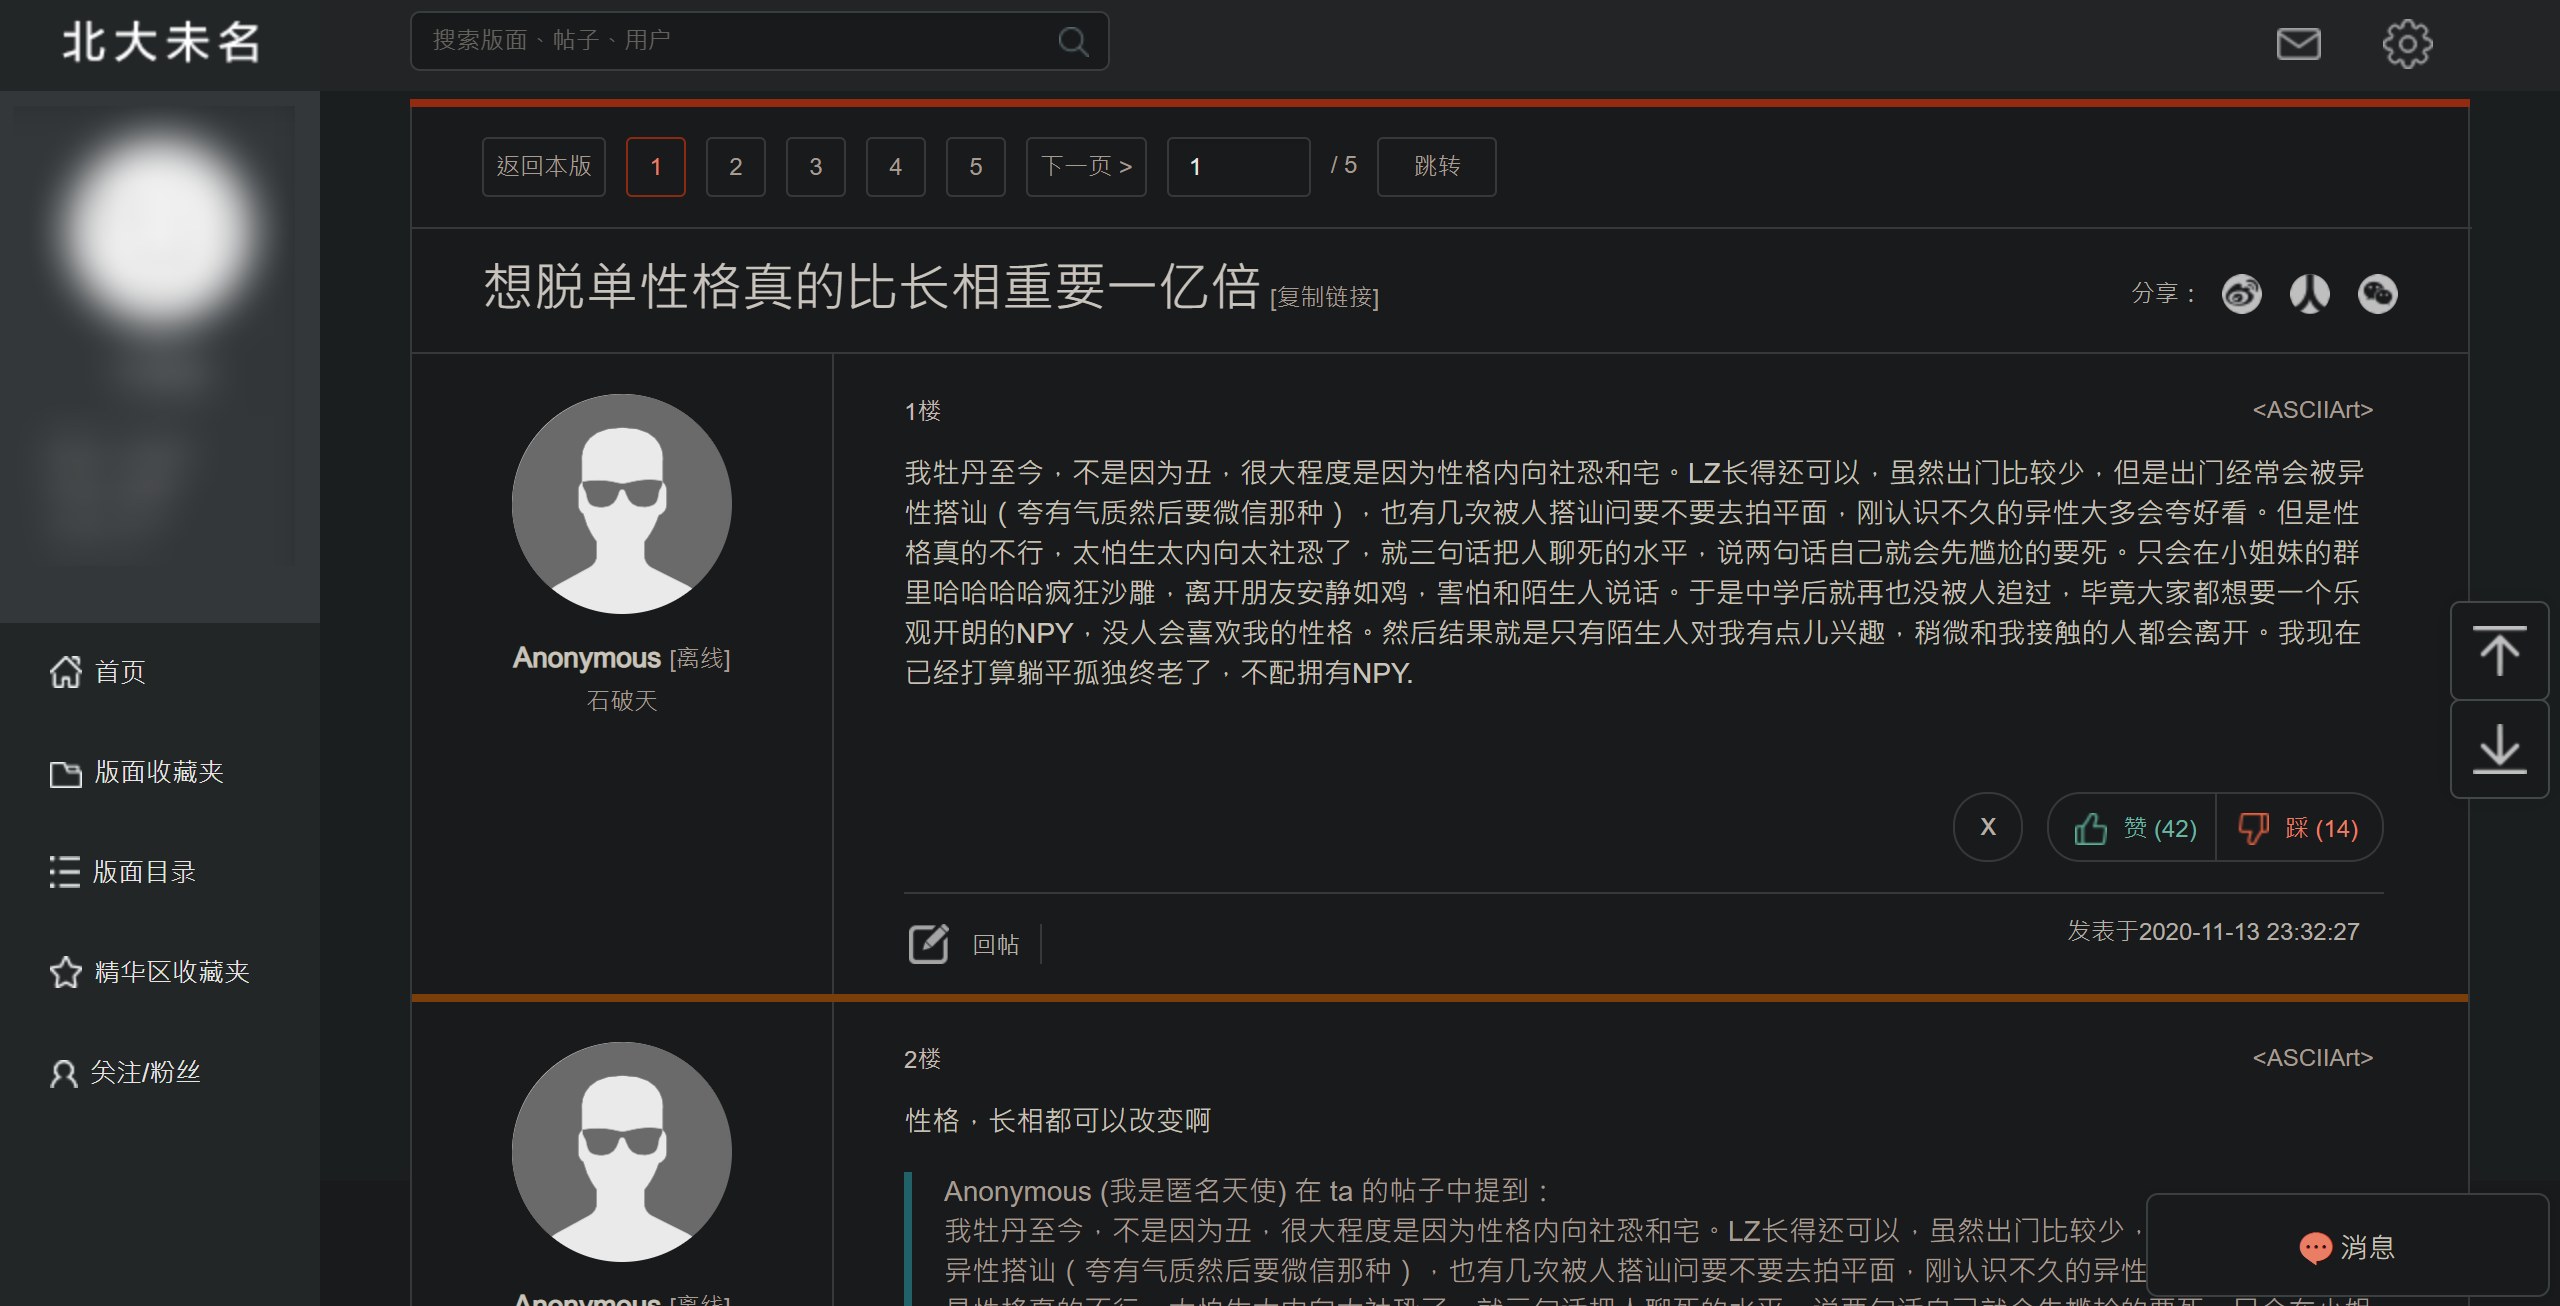 北大未名
搜索版面、帖子、用户
返回本版 1 2 3 4 5 下一页 > 1 / 5 跳转
想脱单性格真的比长相重要一亿倍 [复制链接]
分享：
首页
版面收藏夹
版面目录
精华区收藏夹
关注/粉丝
Anonymous [离线]
石破天
1楼
<ASCIIArt>
我牡丹至今，不是因为丑，很大程度是因为性格内向社恐和宅。LZ长得还可以，虽然出门比较少，但是出门经常会被异
性搭讪（夸有气质然后要微信那种），也有几次被人搭讪问要不要去拍平面，刚认识不久的异性大多会夸好看。但是性
格真的不行，太怕生太内向太社恐了，就三句话把人聊死的水平，说两句话自己就会先尴尬的要死。只会在小姐妹的群
里哈哈哈哈疯狂沙雕，离开朋友安静如鸡，害怕和陌生人说话。于是中学后就再也没被人追过，毕竟大家都想要一个乐
观开朗的NPY，没人会喜欢我的性格。然后结果就是只有陌生人对我有点儿兴趣，稍微和我接触的人都会离开。我现在
已经打算躺平孤独终老了，不配拥有NPY.
X 赞 (42) 踩 (14)
回帖
发表于2020-11-13 23:32:27
Anonymous [离线]
2楼
<ASCIIArt>
性格，长相都可以改变啊
Anonymous (我是匿名天使) 在 ta 的帖子中提到：
我牡丹至今，不是因为丑，很大程度是因为性格内向社恐和宅。LZ长得还可以，虽然出门比较少，
异性搭讪（夸有气质然后要微信那种），也有几次被人搭讪问要不要去拍平面，刚认识不久的异性
消息